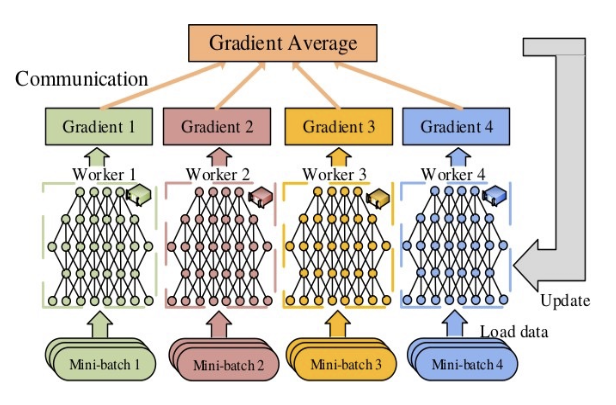 Gradient Average
Communication
Gradient 1
Gradient 2
Gradient 3
Gradient 4
Worker 1
Worker 2
Worker 3
Worker 4
Update
Load data
Mini-batch 1
Mini-batch 2
Mini-batch 3
Mini-batch 4